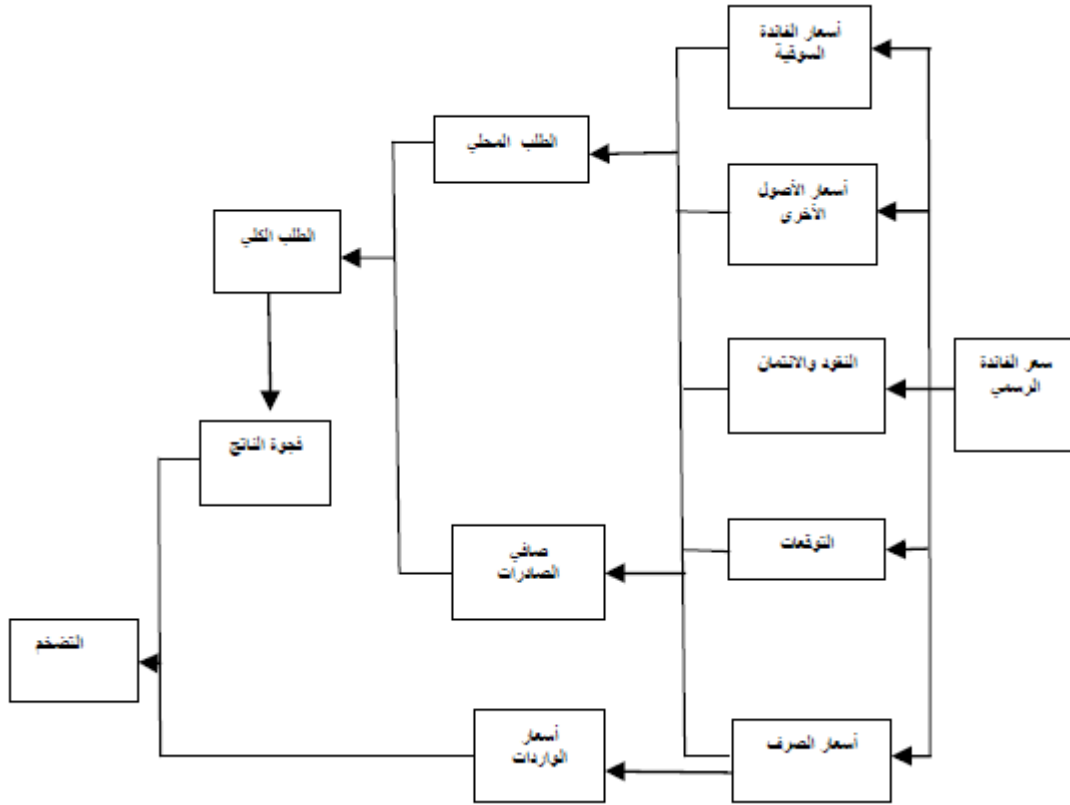 أسعار الفائدة
السوقية
الطلب المحلي
أسعار الأصول
الأخرى
الطلب الكلي
النقود والائتمان
سعر الفائدة
الرسمي
فجوة الناتج
التوقعات
صافي
الصادرات
التضخم
أسعار الصرف
أسعار
الواردات